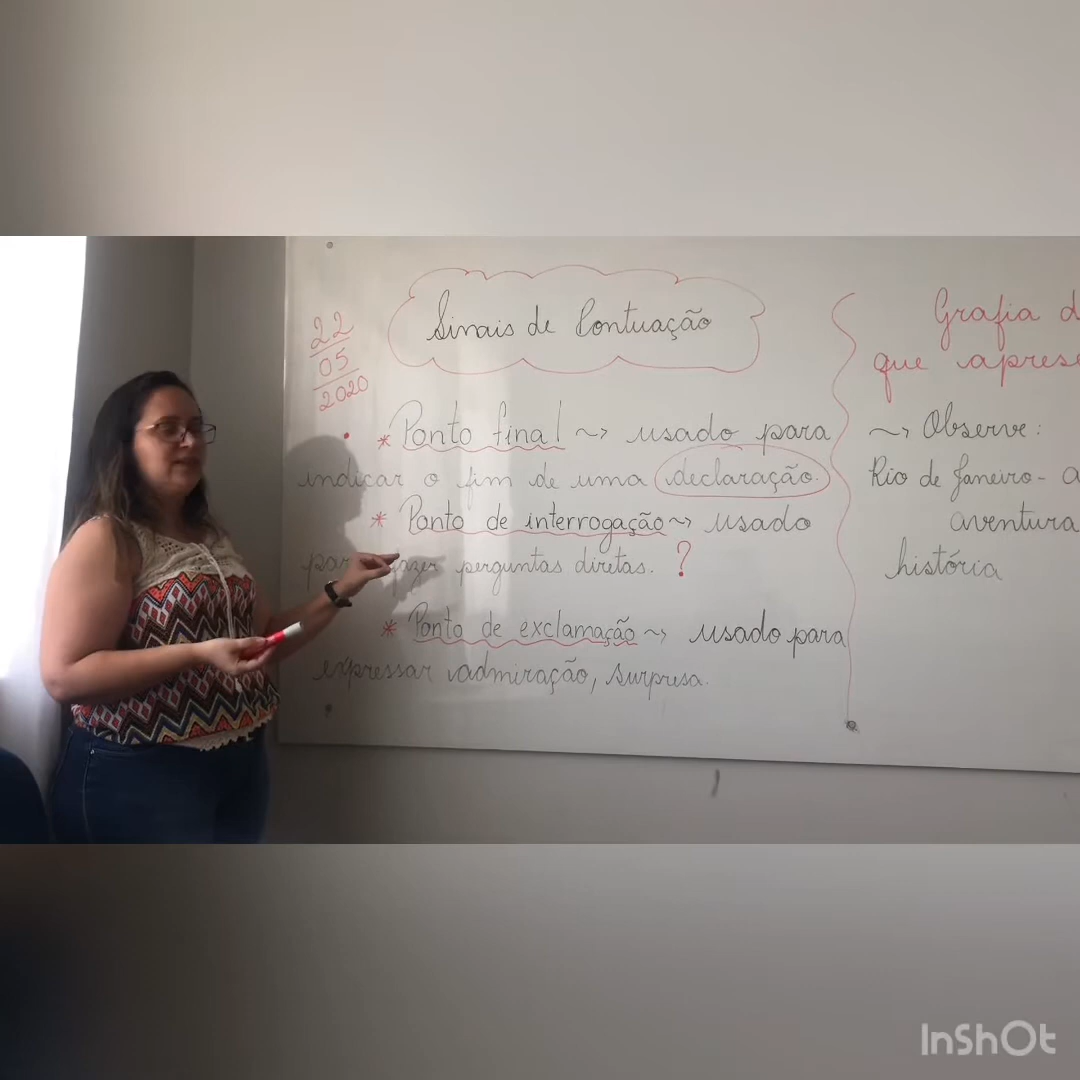 22
05
2020
Sinais de Pontuação
* Ponto final ~> usado para
indicar o fim de uma declaração.
* Ponto de interrogação ~> usado
para fazer perguntas diretas. ?
* Ponto de exclamação ~> usado para
expressar admiração, surpresa.
Grafia d
que aprese
~> Observe:
Rio de Janeiro - a
aventura
história
InShOt